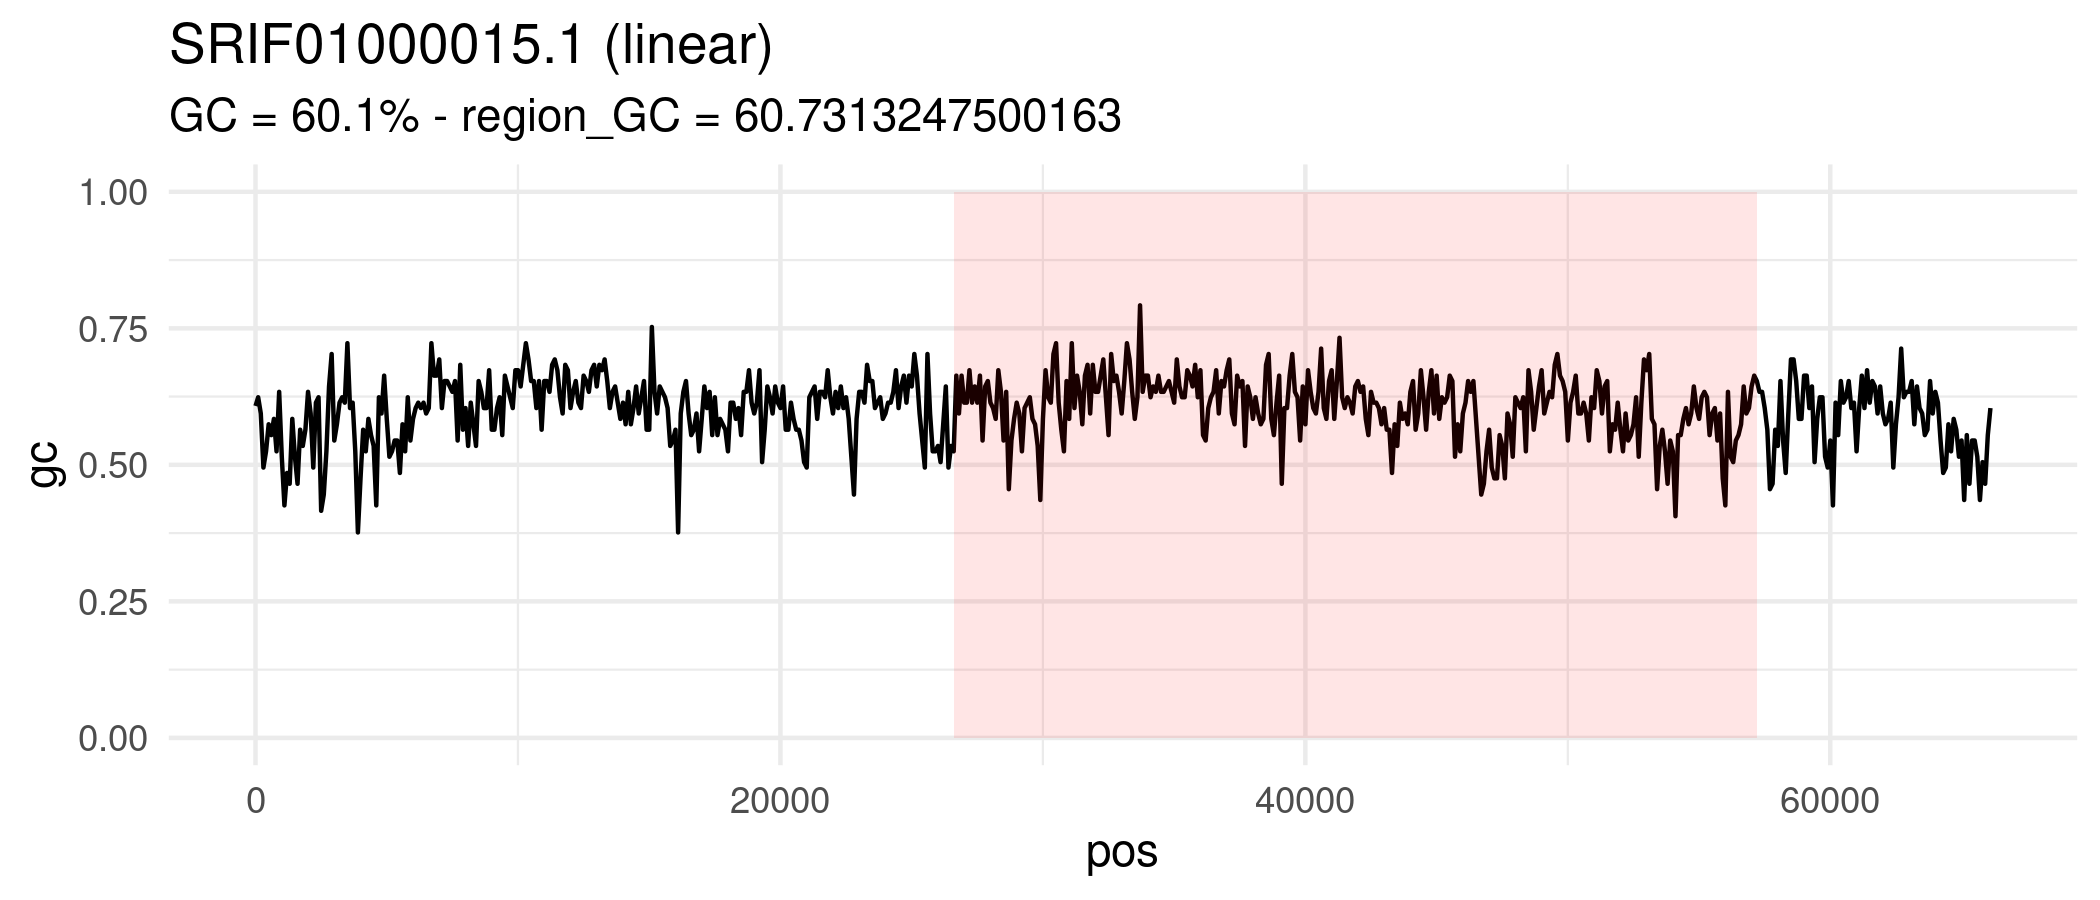 SRIF01000015.1 (linear)
GC = 60.1% - region_GC = 60.7313247500163
1.00
0.75
0.50
0.25
0.00
gc
0 20000 40000 60000
pos